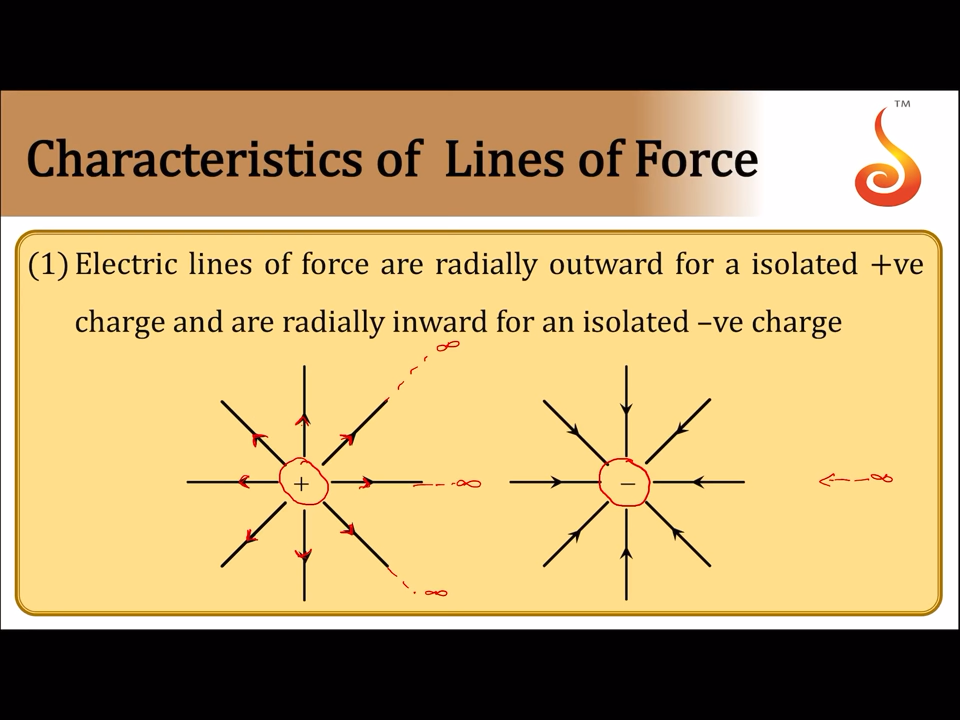 TM
Characteristics of Lines of Force
(1) Electric lines of force are radially outward for a isolated +ve
charge and are radially inward for an isolated –ve charge
∞
+ ∞ – ∞
∞